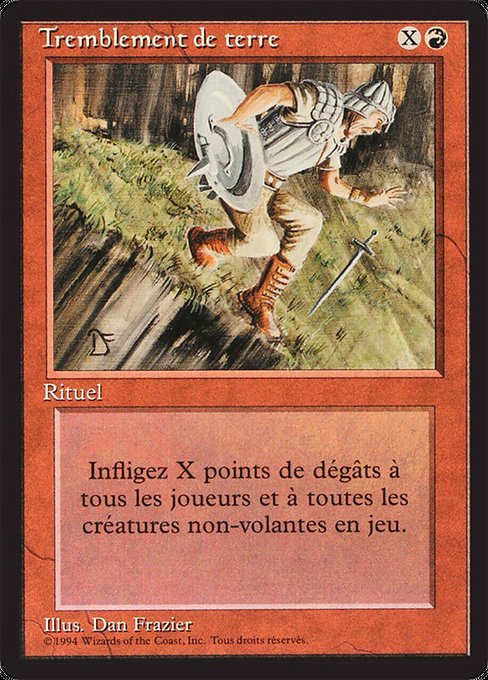 Tremblement de terre X
DF
Rituel
Infligez X points de dégâts à
tous les joueurs et à toutes les
créatures non-volantes en jeu.
Illus. Dan Frazier
©1994 Wizards of the Coast, Inc. Tous droits réservés.